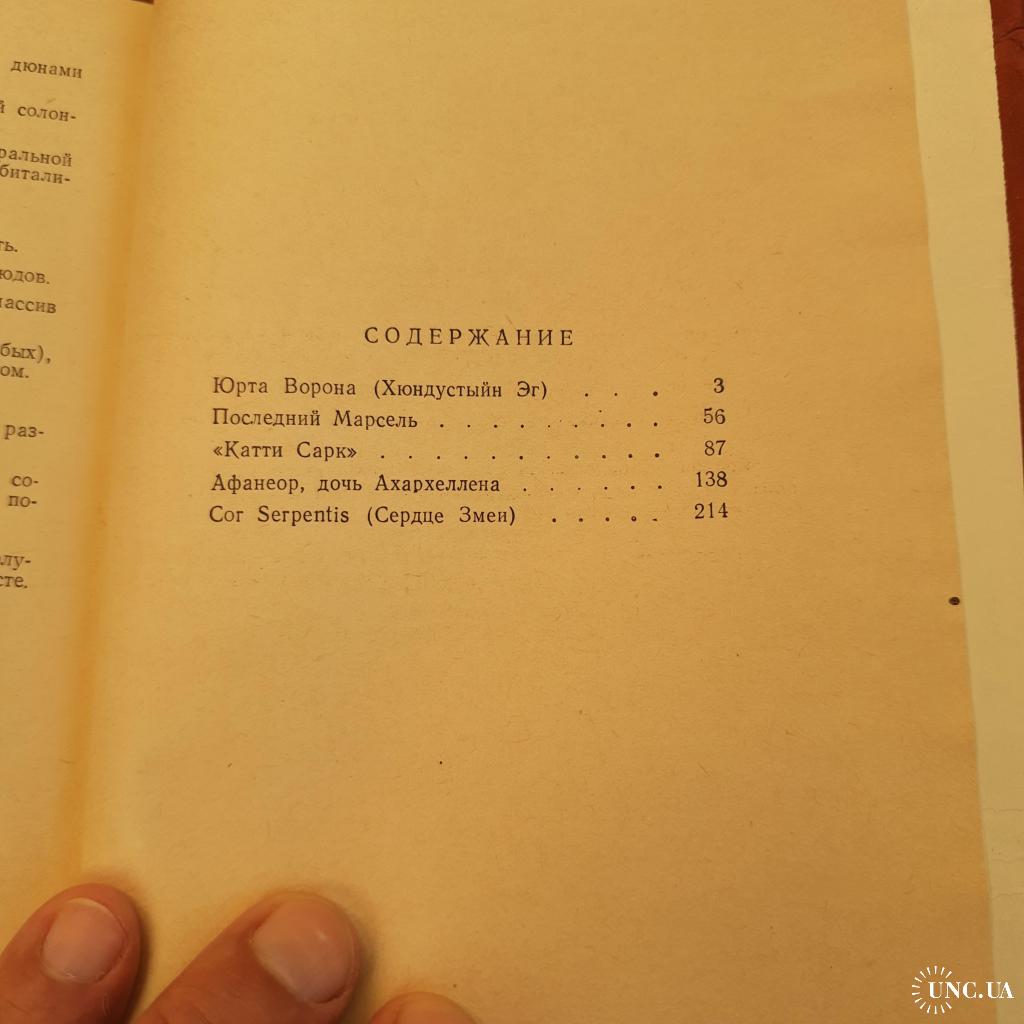 дюнами
й солон-
ральной
битали-
ть.
юдов.
ассив
бых),
ом.
раз-
со-
по-
лу-
сте.
СОДЕРЖАНИЕ
Юрта Ворона (Хюндустыйн Эг) . . . 3
Последний Марсель . . . . . . . . . 56
«Катти Сарк» . . . . . . . . . . . 87
Афанеор, дочь Ахархеллена . . . . . . 138
Cor Serpentis (Сердце Змеи) . . . . . 214
UNC.UA